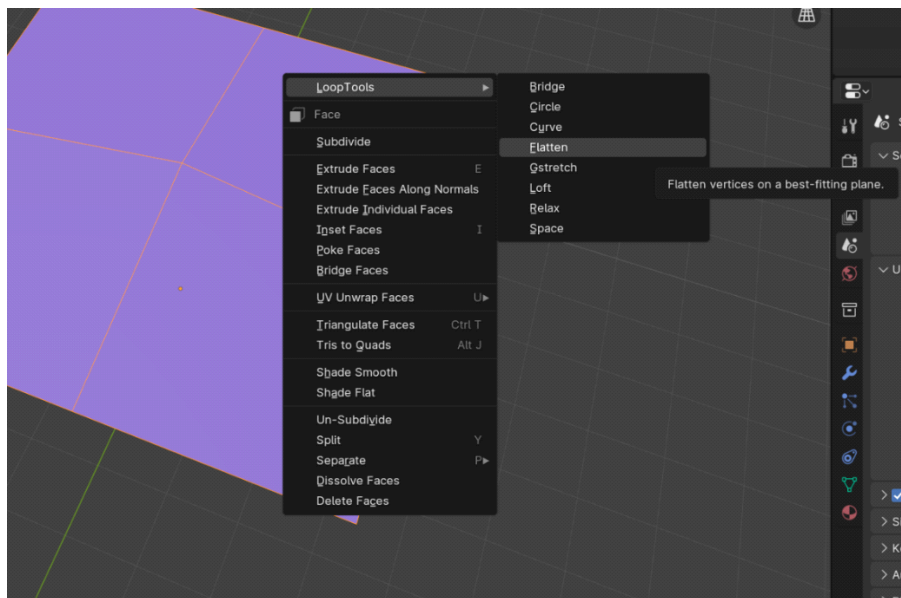 LoopTools
Face
Subdivide
Extrude Faces E
Extrude Faces Along Normals
Extrude Individual Faces
Inset Faces I
Poke Faces
Bridge Faces
UV Unwrap Faces U
Triangulate Faces Ctrl T
Tris to Quads Alt J
Shade Smooth
Shade Flat
Un-Subdivide
Split Y
Separate P
Dissolve Faces
Delete Faces
Bridge
Circle
Curve
Flatten
Gstretch
Loft
Relax
Space
Flatten vertices on a best-fitting plane.